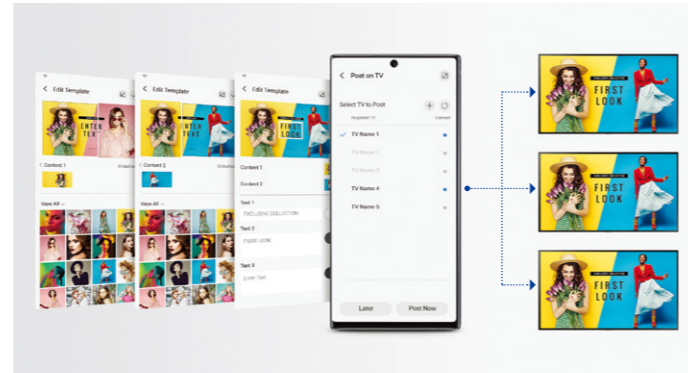 Edit Template
ENTER
TEXT
Content 1
View All
Edit Template
ENTER
TEXT
Content 2
View All
Edit Template
FIRST
LOOK
Content 1
Content 2
Text 1
EXCLUSIVE COLLECTION
Text 2
FIRST LOOK
Text 3
Enter Text
Post on TV
Select TV to Post
Registered TV
Connect
TV Name 1
TV Name 2
TV Name 3
TV Name 4
TV Name 5
Later
Post Now
FIRST
LOOK
FIRST
LOOK
FIRST
LOOK